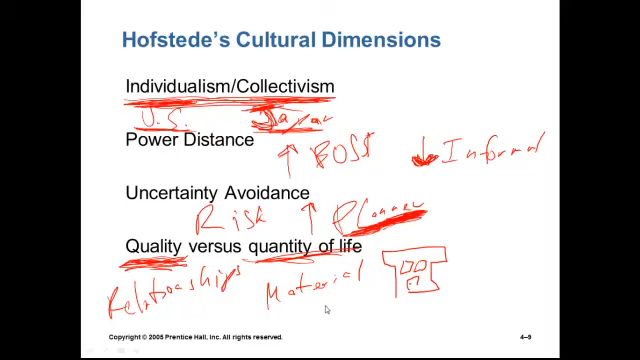 Hofstede's Cultural Dimensions
Individualism/Collectivism
U.S. Japan
Power Distance
↑ BOSS ↓ Informal
Uncertainty Avoidance
Risk ↑ Planner
Quality versus quantity of life
Relationships Material
Copyright © 2005 Prentice Hall, Inc. All rights reserved. 4–9